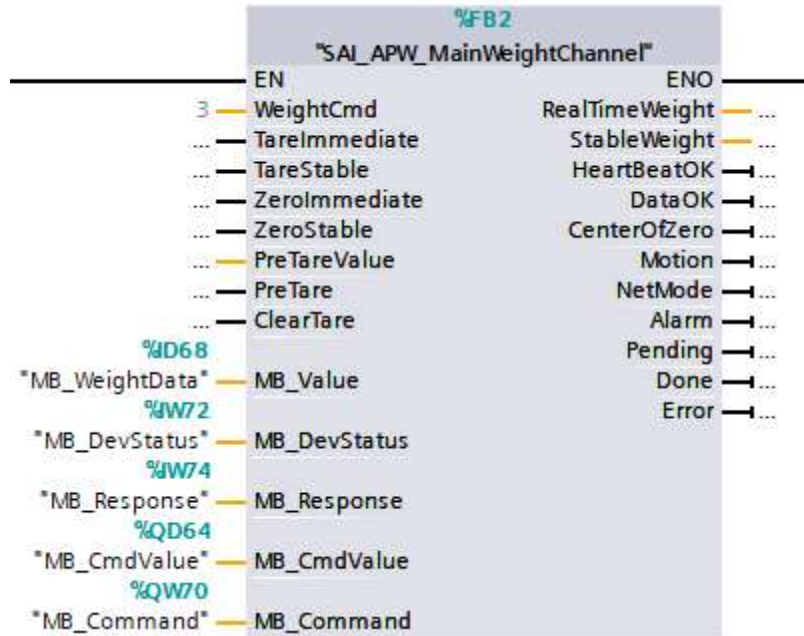 %FB2
"SAI_APW_MainWeightChannel"
EN ENO
3 WeightCmd RealTimeWeight ...
... TareImmediate StableWeight ...
... TareStable HeartBeatOK ...
... ZeroImmediate DataOK ...
... ZeroStable CenterOfZero ...
... PreTareValue Motion ...
... PreTare NetMode ...
... ClearTare Alarm ...
%ID68 Pending ...
"MB_WeightData" MB_Value Done ...
%IW72 Error ...
"MB_DevStatus" MB_DevStatus
%IW74
"MB_Response" MB_Response
%QD64
"MB_CmdValue" MB_CmdValue
%QW70
"MB_Command" MB_Command